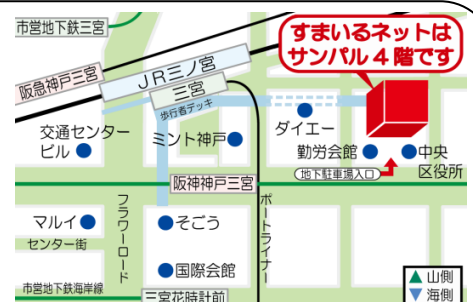 市営地下鉄三宮
すまいるネットは
サンパル4階です
阪急神戸三宮
JR三ノ宮
三宮
歩行者デッキ
交通センター
ビル
ミント神戸
ダイエー
勤労会館
中央
区役所
地下駐車場入口
阪神神戸三宮
フラワーロード
ポートライナー
マルイ
センター街
そごう
国際会館
市営地下鉄海岸線
三宮花時計前
▲山側
▼海側